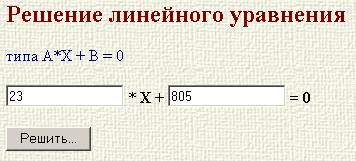 Решение линейного уравнения
типа A*X + B = 0
23 * X + 805 = 0
Решить...